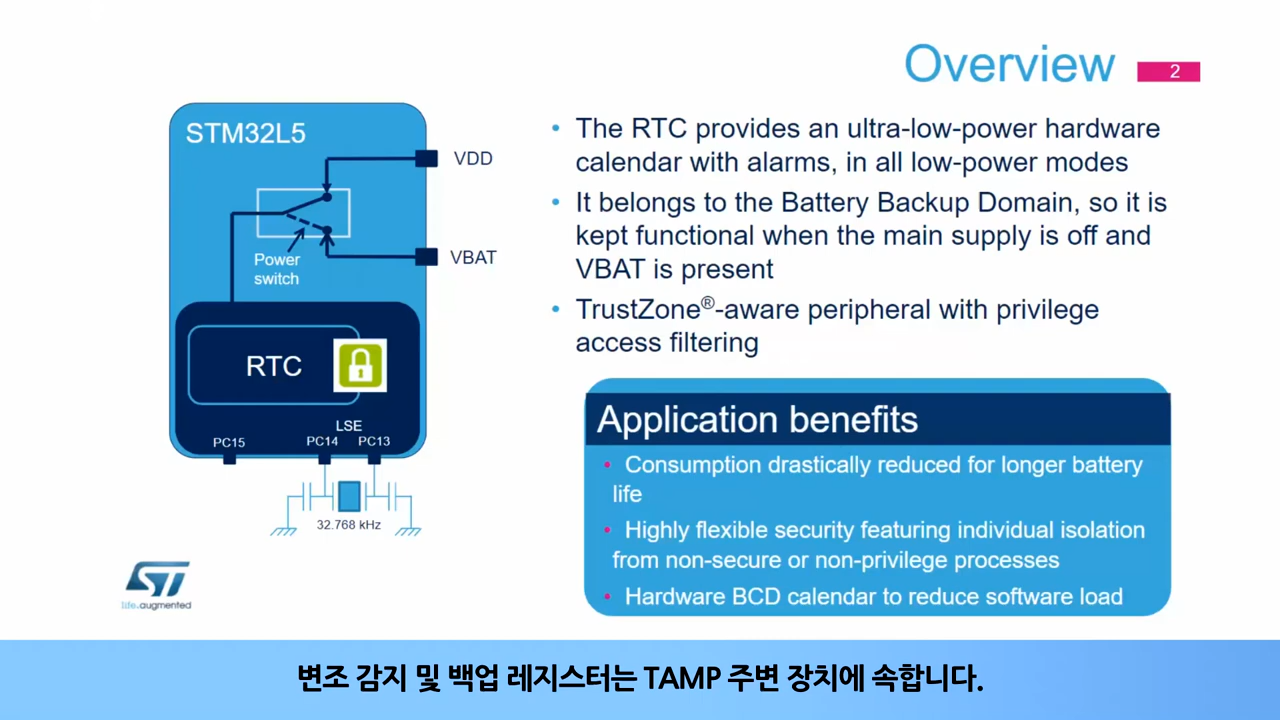 Overview
2
STM32L5
VDD
VBAT
Power
switch
RTC
LSE
PC15
PC14
PC13
32.768 kHz
• The RTC provides an ultra-low-power hardware
calendar with alarms, in all low-power modes
• It belongs to the Battery Backup Domain, so it is
kept functional when the main supply is off and
VBAT is present
• TrustZone®-aware peripheral with privilege
access filtering
Application benefits
• Consumption drastically reduced for longer battery
life
• Highly flexible security featuring individual isolation
from non-secure or non-privilege processes
• Hardware BCD calendar to reduce software load
ST
life.augmented
변조 감지 및 백업 레지스터는 TAMP 주변 장치에 속합니다.